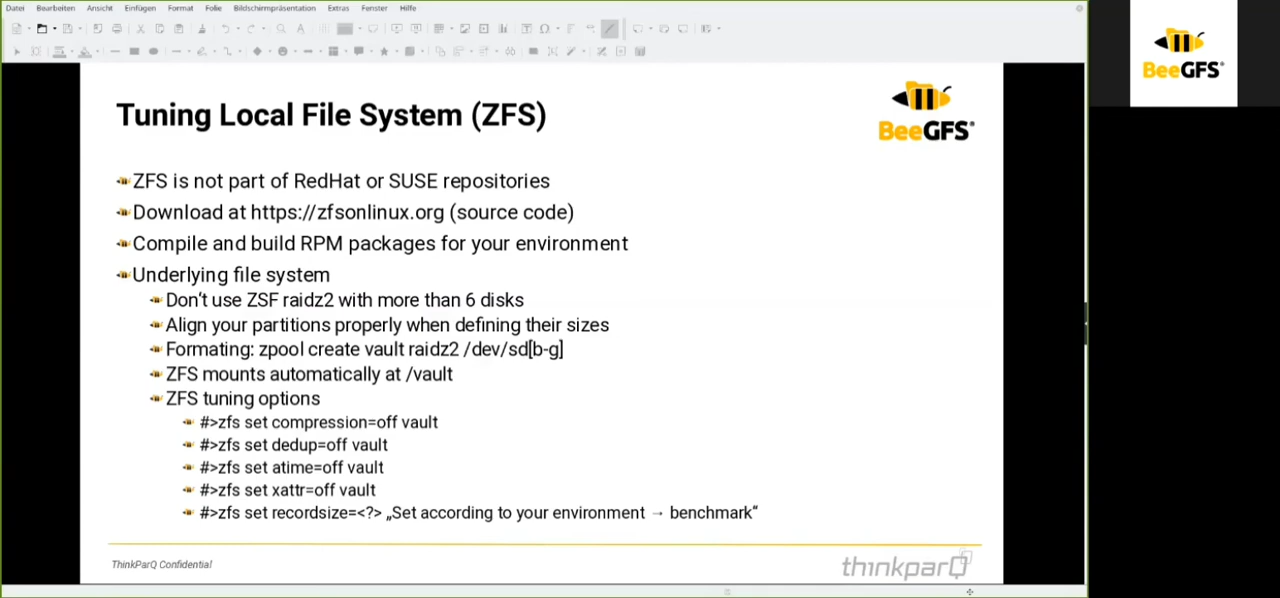 Datei Bearbeiten Ansicht Einfügen Format Folie Bildschirmpräsentation Extras Fenster Hilfe
BeeGFS®
Tuning Local File System (ZFS)
BeeGFS®
ZFS is not part of RedHat or SUSE repositories
Download at https://zfsonlinux.org (source code)
Compile and build RPM packages for your environment
Underlying file system
Don‘t use ZSF raidz2 with more than 6 disks
Align your partitions properly when defining their sizes
Formating: zpool create vault raidz2 /dev/sd[b-g]
ZFS mounts automatically at /vault
ZFS tuning options
#>zfs set compression=off vault
#>zfs set dedup=off vault
#>zfs set atime=off vault
#>zfs set xattr=off vault
#>zfs set recordsize=<?> „Set according to your environment → benchmark“
ThinkParQ Confidential
thinkparQ